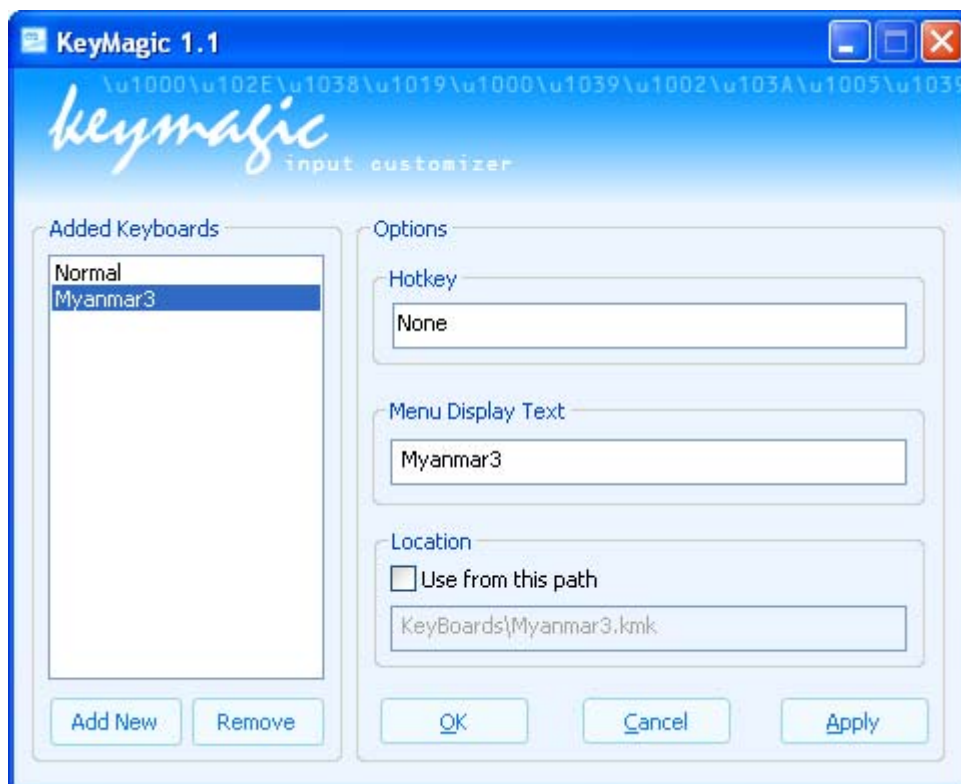 KeyMagic 1.1
\u1000\u102E\u1038\u1019\u1000\u1039\u1002\u103A\u1005\u1039
keymagic
input customizer
Added Keyboards
Normal
Myanmar3
Add New
Remove
Options
Hotkey
None
Menu Display Text
Myanmar3
Location
Use from this path
KeyBoards\Myanmar3.kmk
OK
Cancel
Apply